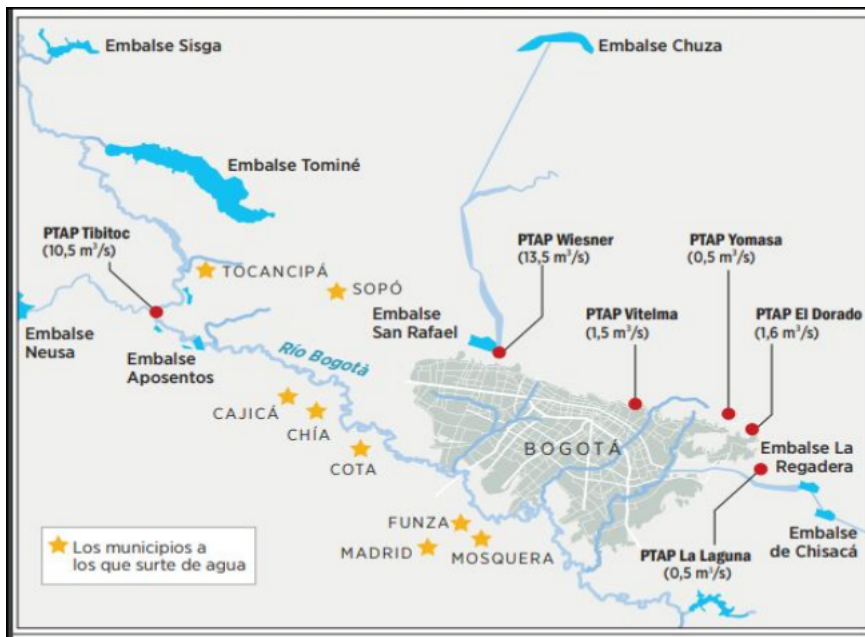 Embalse Sisga
Embalse Chuza
Embalse Tominé
PTAP Tibitoc
(10,5 m³/s)
TOCANCIPÁ
SOPÓ
PTAP Wiesner
(13,5 m³/s)
PTAP Yomasa
(0,5 m³/s)
Embalse
San Rafael
PTAP Vitelma
(1,5 m³/s)
PTAP El Dorado
(1,6 m³/s)
Embalse
Neusa
Embalse
Aposentos
Río Bogotà
CAJICÁ
CHÍA
COTA
BOGOTÁ
Embalse La
Regadera
FUNZA
MADRID
MOSQUERA
Embalse
de Chisacá
PTAP La Laguna
(0,5 m³/s)
Los municipios a
los que surte de agua